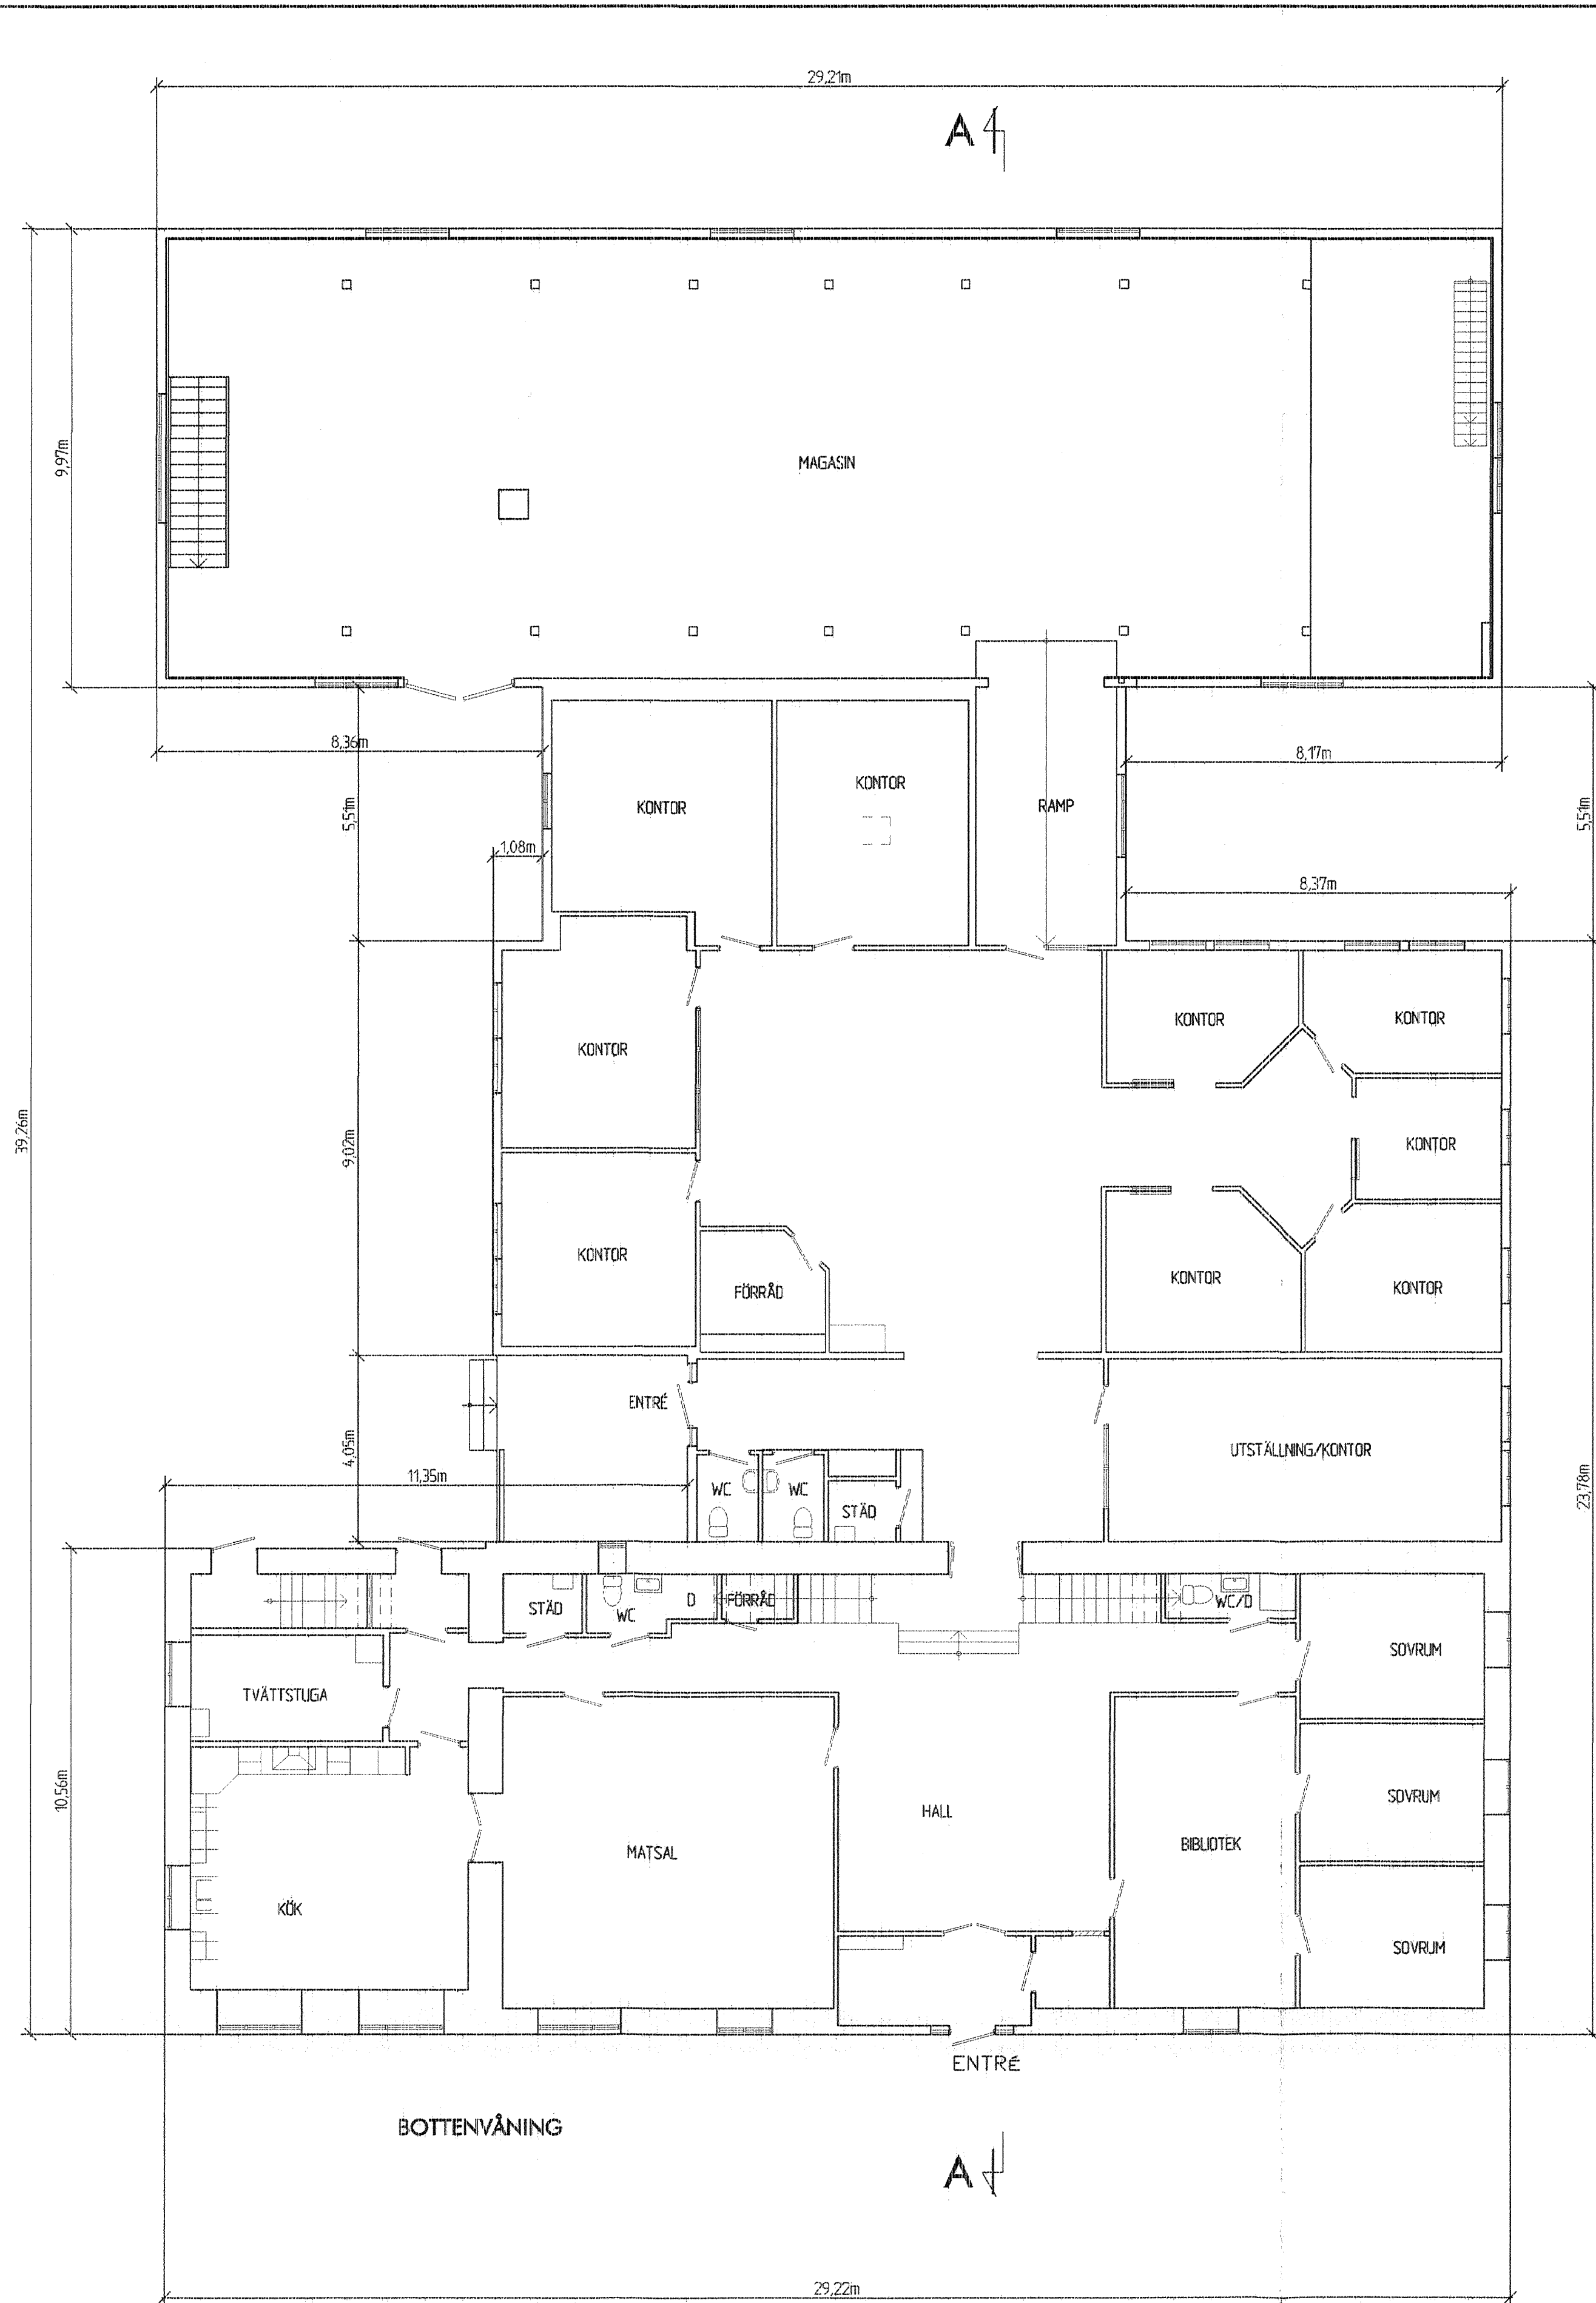 29,21m
A
9,97m
MAGASIN
8,36m
8,17m
5,51m
KONTOR
KONTOR
RAMP
5,51m
1,08m
8,37m
39,26m
9,02m
KONTOR
KONTOR
KONTOR
KONTOR
KONTOR
FÖRRÅD
KONTOR
KONTOR
ENTRÉ
4,05m
11,35m
WC
WC
STÄD
UTSTÄLLNING/KONTOR
23,78m
STÄD
WC
D
FÖRRÅD
WC/D
SOVRUM
TVÄTTSTUGA
10,56m
HALL
SOVRUM
MATSAL
BIBLIOTEK
KÖK
SOVRUM
ENTRÉ
BOTTENVÅNING
A
29,22m